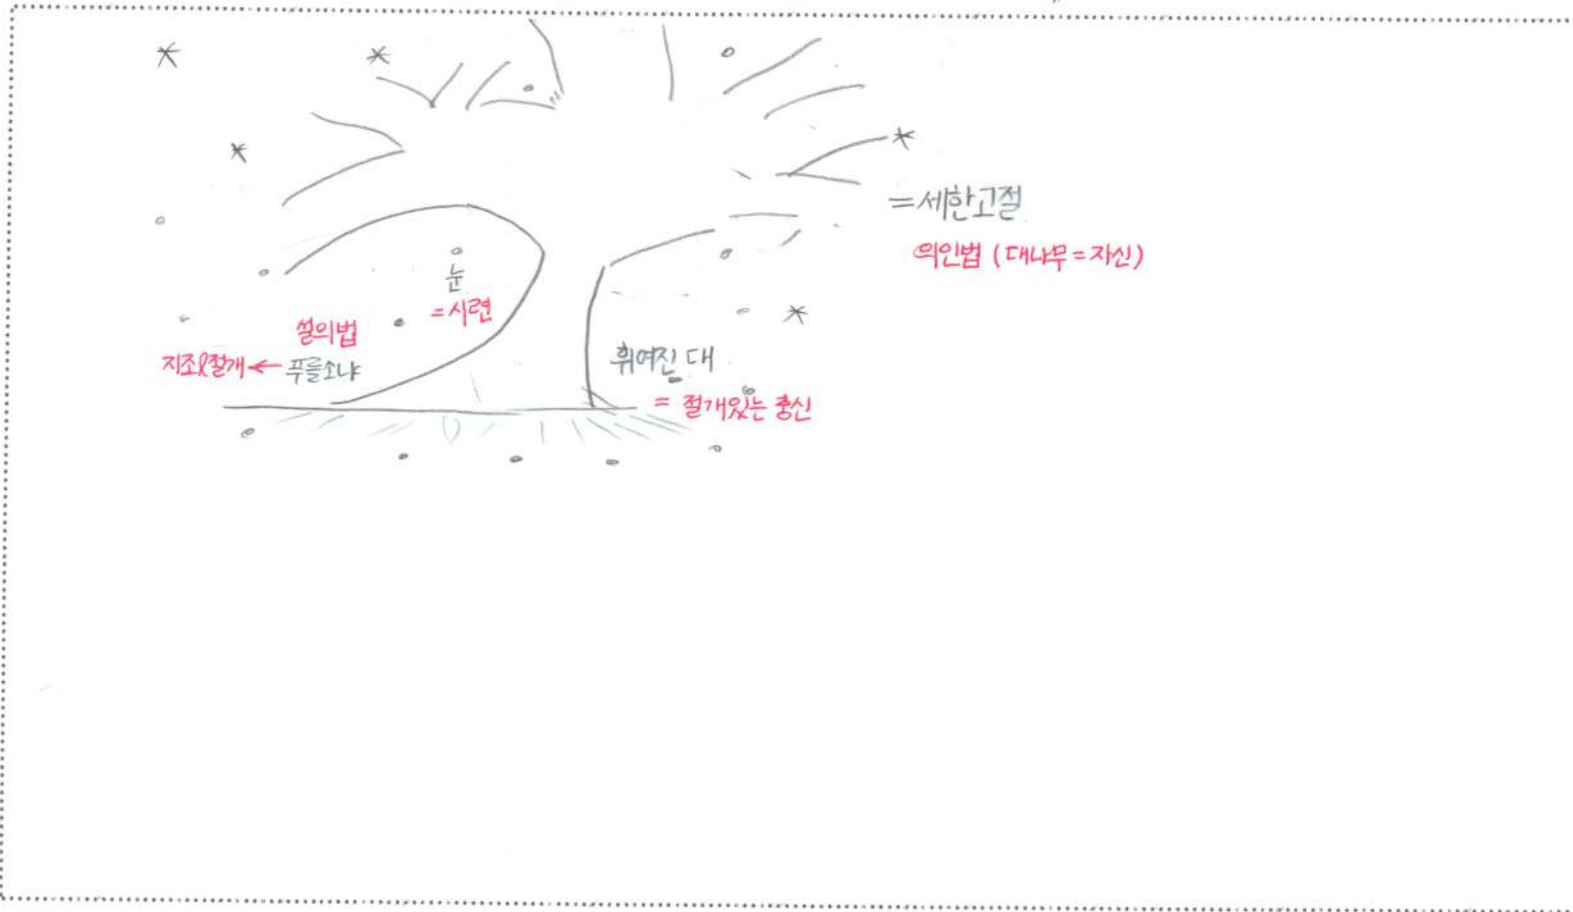 = 세한고절
의인법 (대나무=자신)
눈
= 시련
설의법
지조&절개 ← 푸를소냐
휘여진 대
= 절개있는 충신